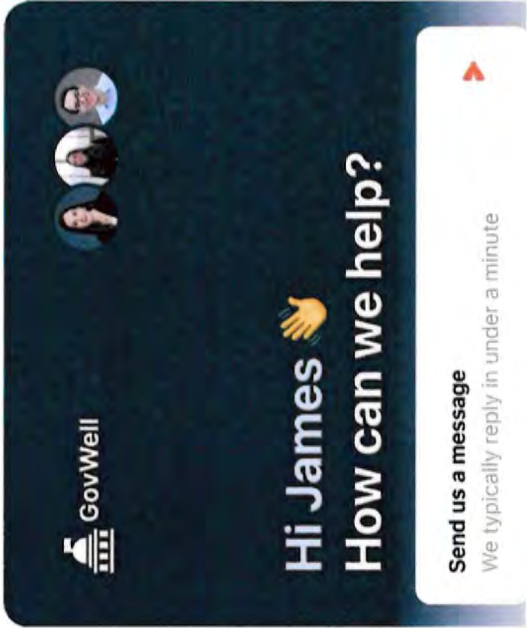 GovWell
Hi James 👋
How can we help?
Send us a message
We typically reply in under a minute